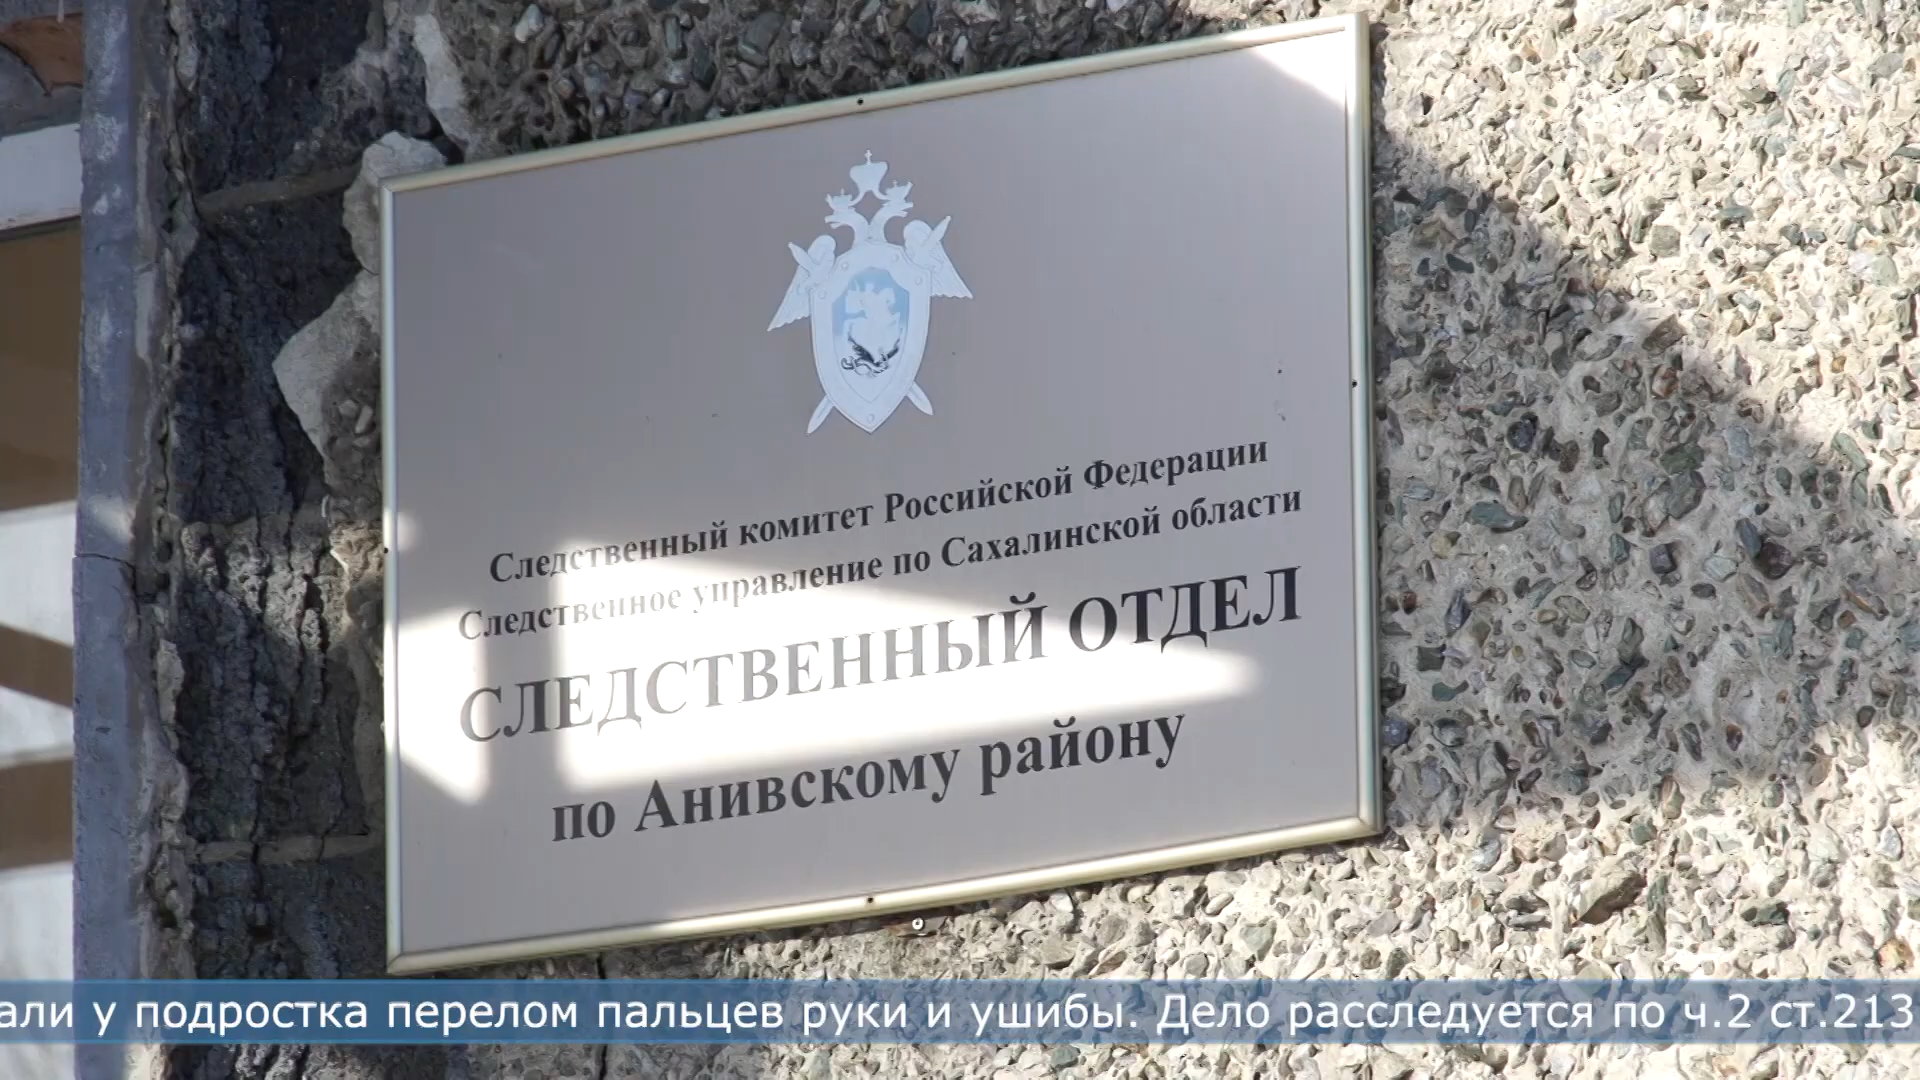 Следственный комитет Российской Федерации
Следственное управление по Сахалинской области
СЛЕДСТВЕННЫЙ ОТДЕЛ
по Анивскому району
али у подростка перелом пальцев руки и ушибы. Дело расследуется по ч.2 ст.213